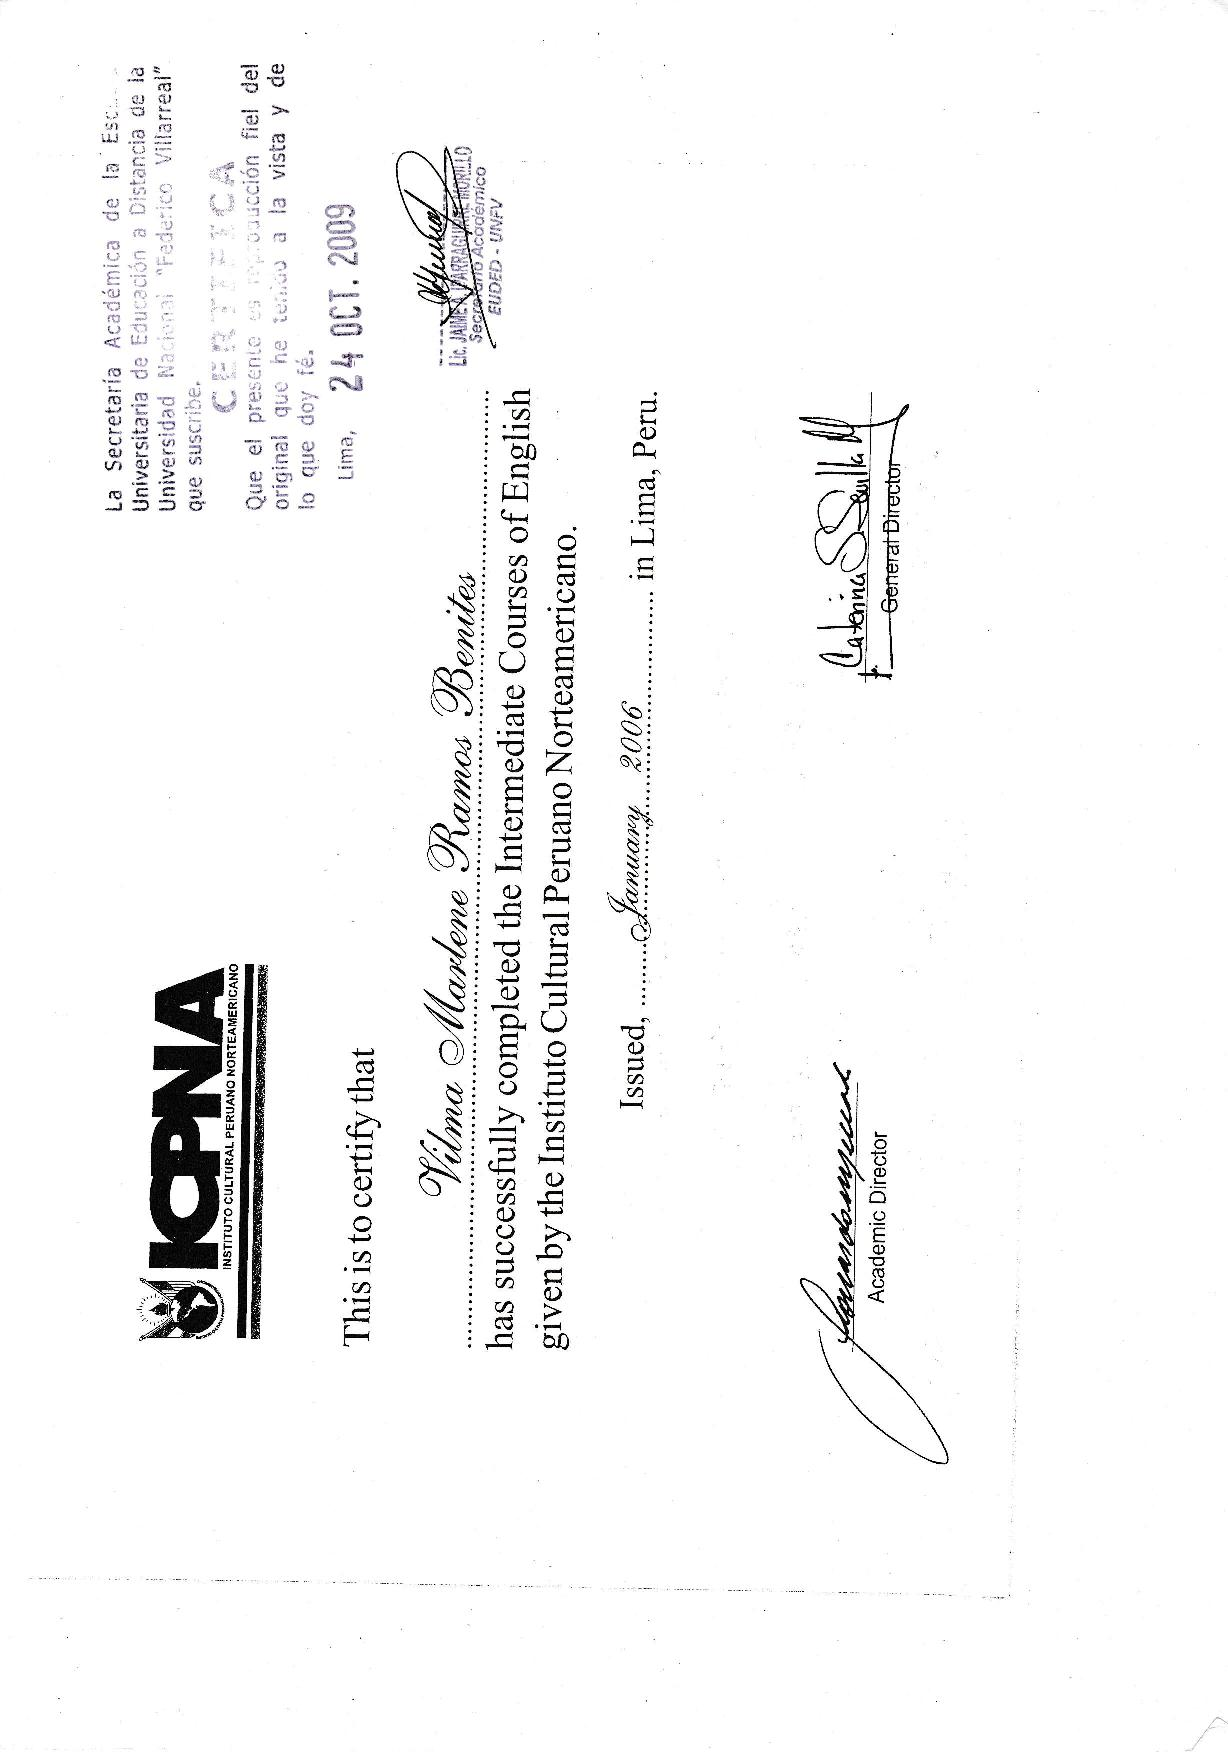 ICPNA
INSTITUTO CULTURAL PERUANO NORTEAMERICANO
La Secretaría Académica de la
Universitaria de Educación a Distancia de la
Universidad Nacional "Federico Villarreal"
que suscribe.
CERTIFICA
Que el presente es reproducción fiel del
original que he tenido a la vista y de
lo que doy fé.
Lima, 24 OCT. 2009
Lic. JAIME A. MORILLO
Secretario Académico
EUDED - UNFV
This is to certify that
Vilma Marlene Ramos Benites
has successfully completed the Intermediate Courses of English
given by the Instituto Cultural Peruano Norteamericano.
Issued, January 2006 in Lima, Peru.
Academic Director
General Director